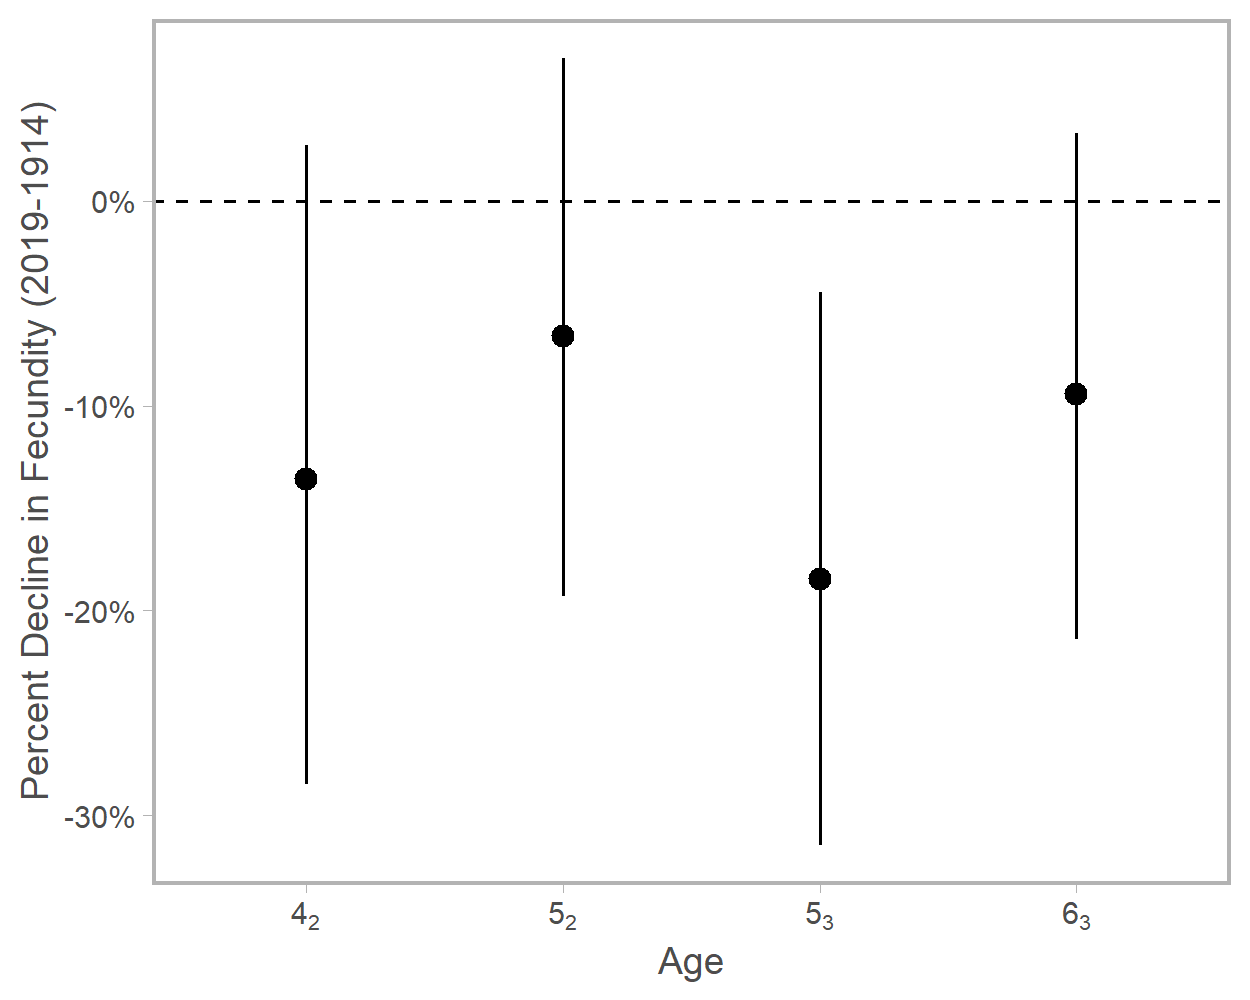 Percent Decline in Fecundity (2019-1914)
0%
-10%
-20%
-30%
4₂ 5₂ 5₃ 6₃
Age